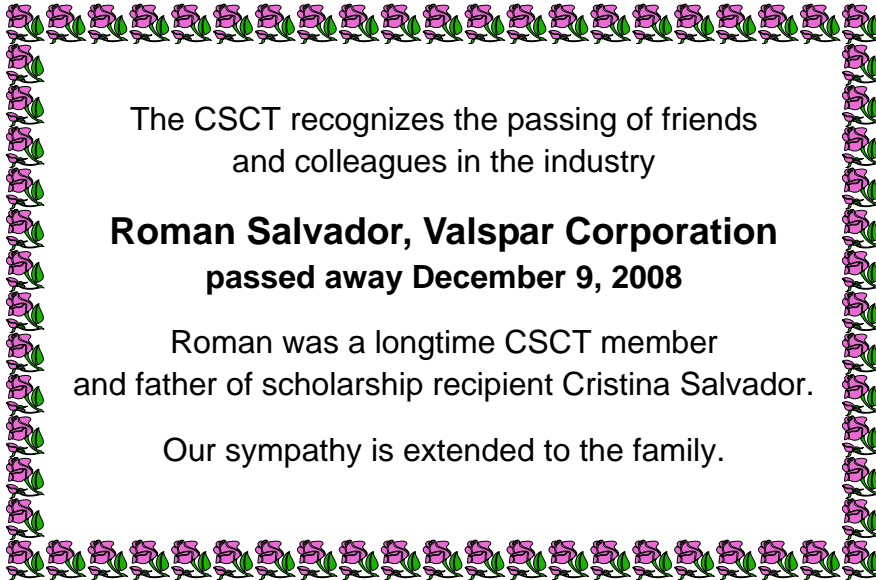 The CSCT recognizes the passing of friends
and colleagues in the industry
Roman Salvador, Valspar Corporation
passed away December 9, 2008
Roman was a longtime CSCT member
and father of scholarship recipient Cristina Salvador.
Our sympathy is extended to the family.